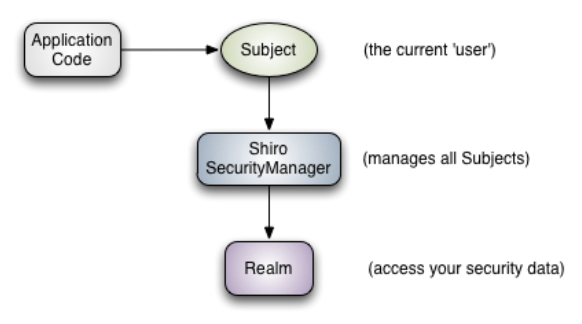 Application
Code
Subject
(the current 'user')
Shiro
SecurityManager
(manages all Subjects)
Realm
(access your security data)